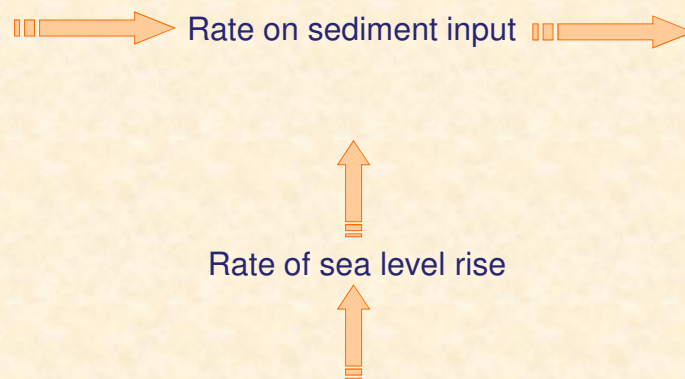 Rate on sediment input
Rate of sea level rise